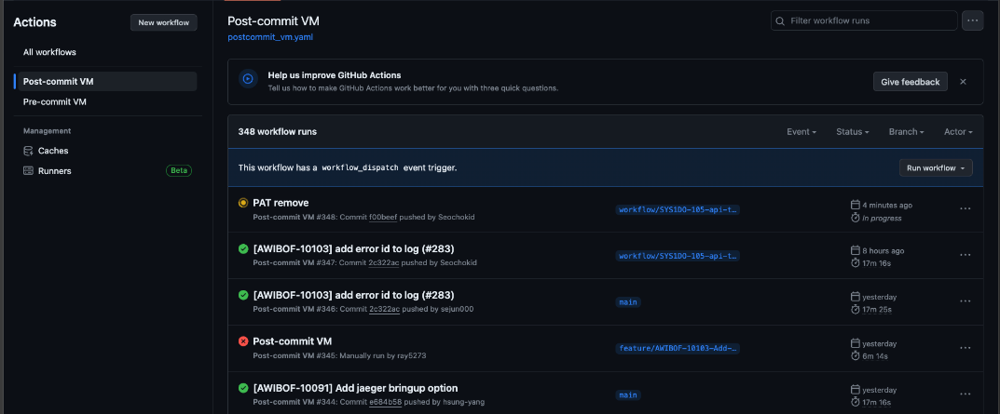 Actions
New workflow
All workflows
Post-commit VM
Pre-commit VM
Management
Caches
Runners
Beta
Post-commit VM
postcommit_vm.yaml
Filter workflow runs
Help us improve GitHub Actions
Tell us how to make GitHub Actions work better for you with three quick questions.
Give feedback
348 workflow runs
Event
Status
Branch
Actor
This workflow has a workflow_dispatch event trigger.
Run workflow
PAT remove
Post-commit VM #348: Commit f00beef pushed by Seochokid
workflow/SYS1DO-105-api-t…
4 minutes ago
In progress
[AWIBOF-10103] add error id to log (#283)
Post-commit VM #347: Commit 2c322ac pushed by Seochokid
workflow/SYS1DO-105-api-t…
8 hours ago
17m 16s
[AWIBOF-10103] add error id to log (#283)
Post-commit VM #346: Commit 2c322ac pushed by sejun000
main
yesterday
17m 25s
Post-commit VM
Post-commit VM #345: Manually run by ray5273
feature/AWIBOF-10103-Add-…
yesterday
6m 14s
[AWIBOF-10091] Add jaeger bringup option
Post-commit VM #344: Commit e684b58 pushed by hsung-yang
main
yesterday
17m 16s